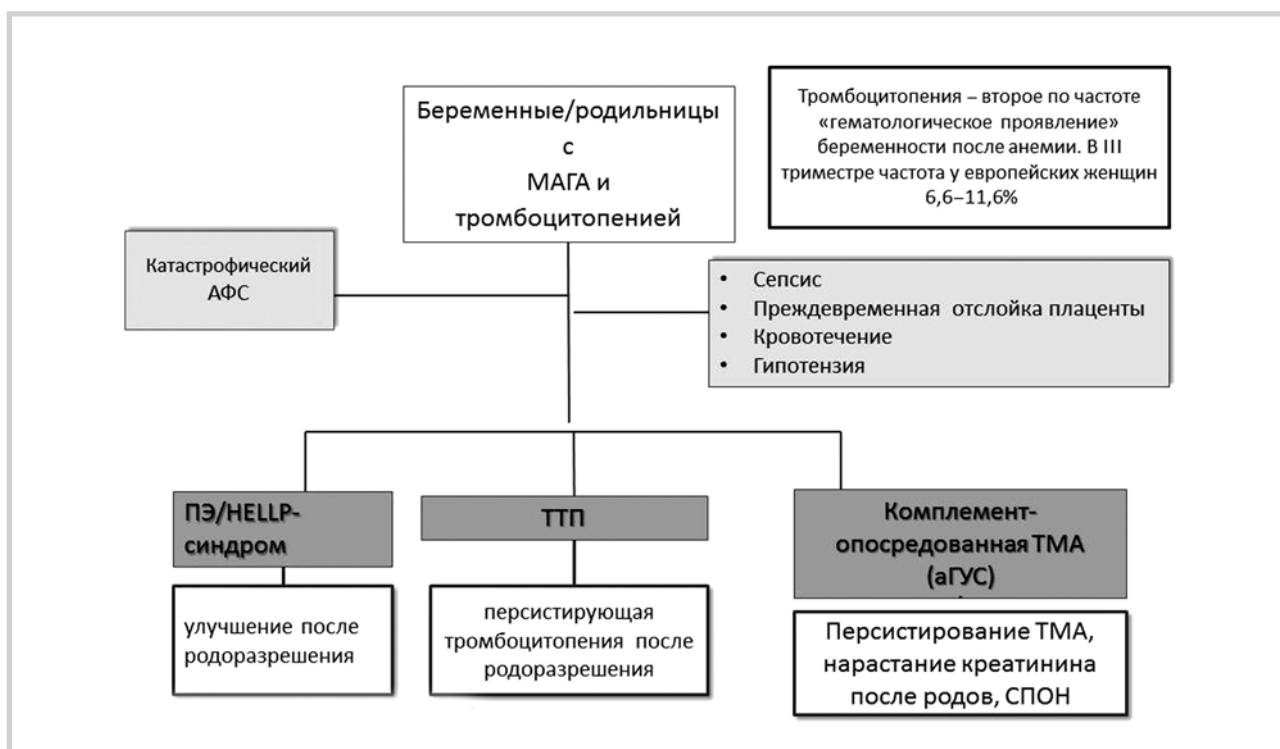 Беременные/родильницы
с
МАГА и
тромбоцитопенией
Тромбоцитопения – второе по частоте
«гематологическое проявление»
беременности после анемии. В III
триместре частота у европейских женщин
6,6–11,6%
Катастрофический
АФС
• Сепсис
• Преждевременная отслойка плаценты
• Кровотечение
• Гипотензия
ПЭ/HELLP-
синдром
ТТП
Комплемент-
опосредованная ТМА
(аГУС)
улучшение после
родоразрешения
персистирующая
тромбоцитопения после
родоразрешения
Персистирование ТМА,
нарастание креатинина
после родов, СПОН